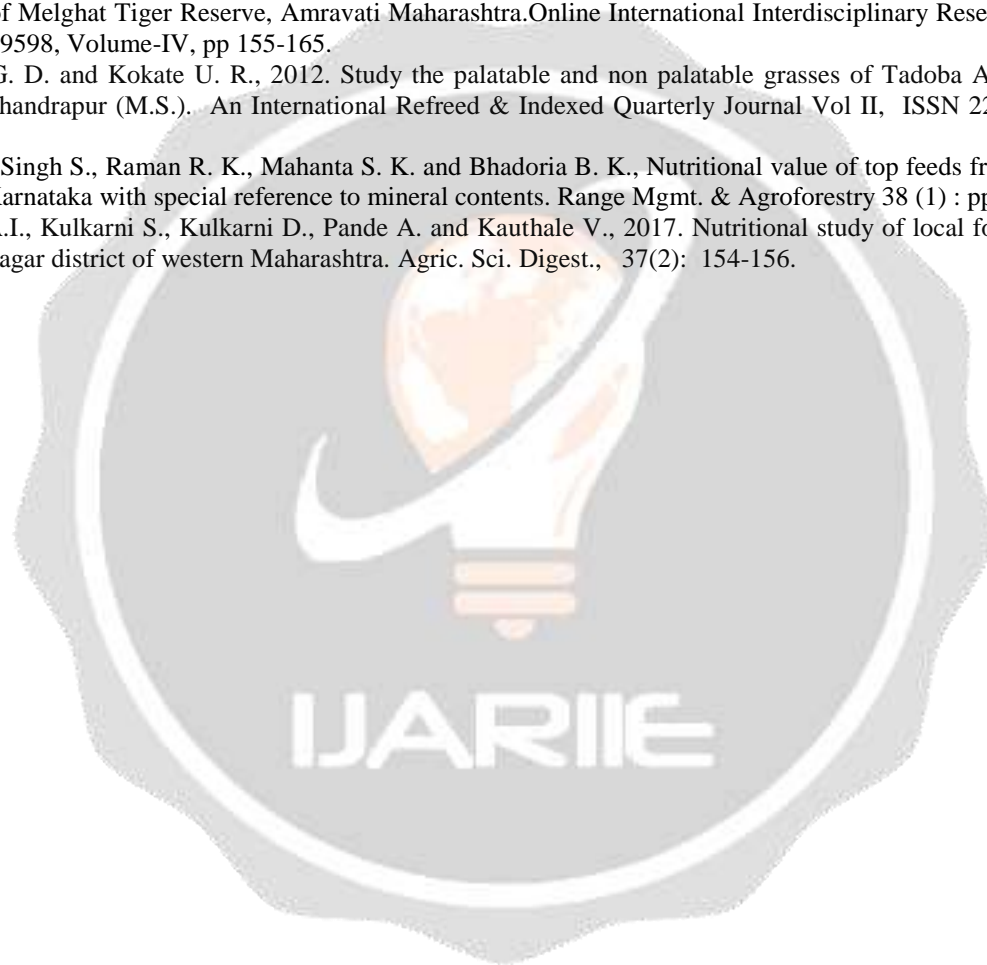 of Melghat Tiger Reserve, Amravati Maharashtra.Online International Interdisciplinary Rese
9598, Volume-IV, pp 155-165.
G. D. and Kokate U. R., 2012. Study the palatable and non palatable grasses of Tadoba A
handrapur (M.S.). An International Refreed & Indexed Quarterly Journal Vol II, ISSN 22
Singh S., Raman R. K., Mahanta S. K. and Bhadoria B. K., Nutritional value of top feeds fr
Karnataka with special reference to mineral contents. Range Mgmt. & Agroforestry 38 (1) : pp
.I., Kulkarni S., Kulkarni D., Pande A. and Kauthale V., 2017. Nutritional study of local fo
agar district of western Maharashtra. Agric. Sci. Digest., 37(2): 154-156.
IJARIIE